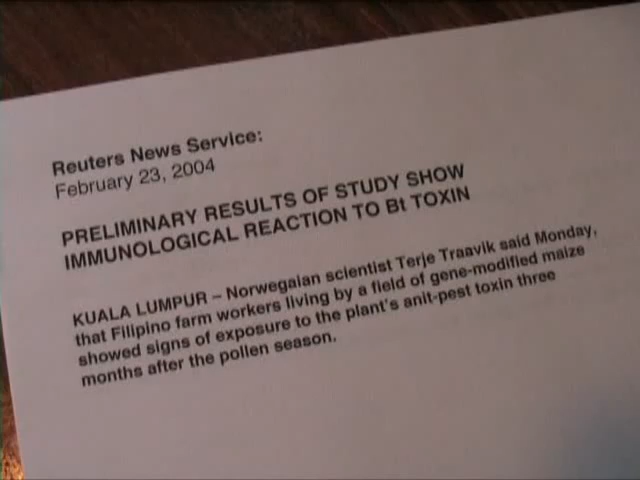 Reuters News Service:
February 23, 2004
PRELIMINARY RESULTS OF STUDY SHOW
IMMUNOLOGICAL REACTION TO Bt TOXIN
KUALA LUMPUR – Norwegaian scientist Terje Traavik said Monday,
that Filipino farm workers living by a field of gene-modified maize
showed signs of exposure to the plant's anit-pest toxin three
months after the pollen season.